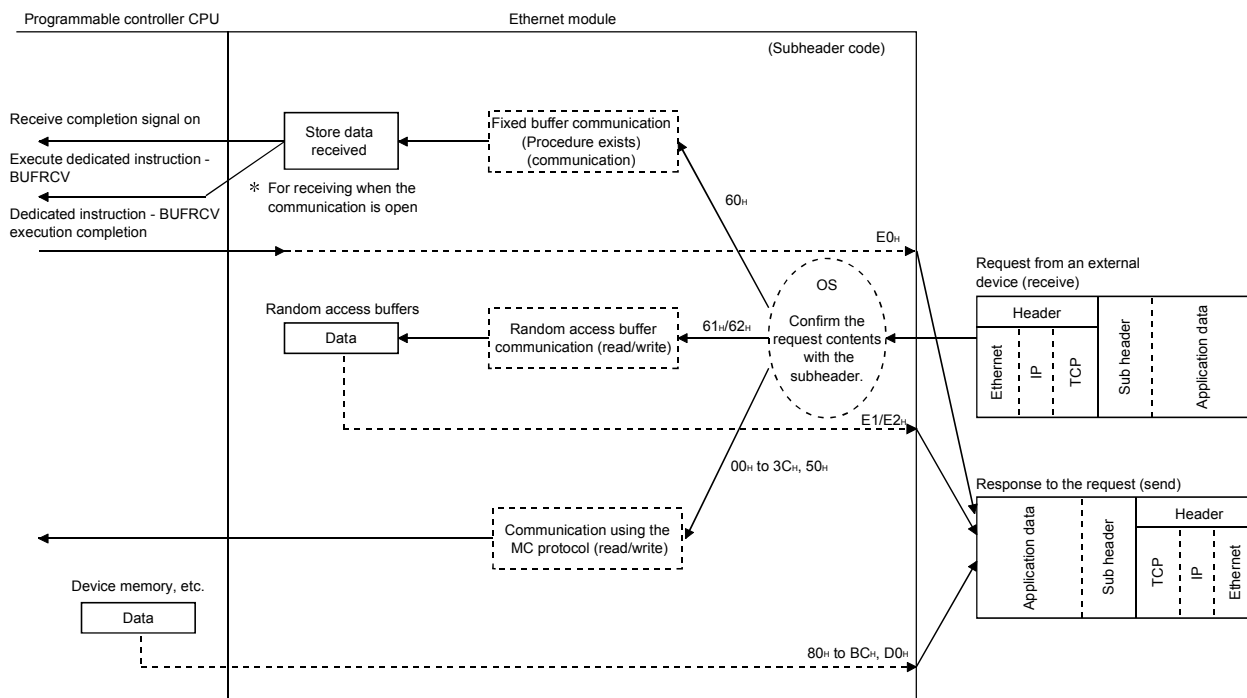 Programmable controller CPU
Ethernet module
(Subheader code)
Receive completion signal on
Execute dedicated instruction -
BUFRCV
Dedicated instruction - BUFRCV
execution completion
Store data
received
* For receiving when the
communication is open
Fixed buffer communication
(Procedure exists)
(communication)
60H
E0H
Request from an external
device (receive)
Header
Ethernet
IP
TCP
Sub header
Application data
OS
Confirm the
request contents
with the
subheader.
Random access buffers
Data
Random access buffer
communication (read/write)
61H/62H
E1/E2H
00H to 3CH, 50H
Communication using the
MC protocol (read/write)
Response to the request (send)
Application data
Sub header
Header
TCP
IP
Ethernet
Device memory, etc.
Data
80H to BCH, D0H